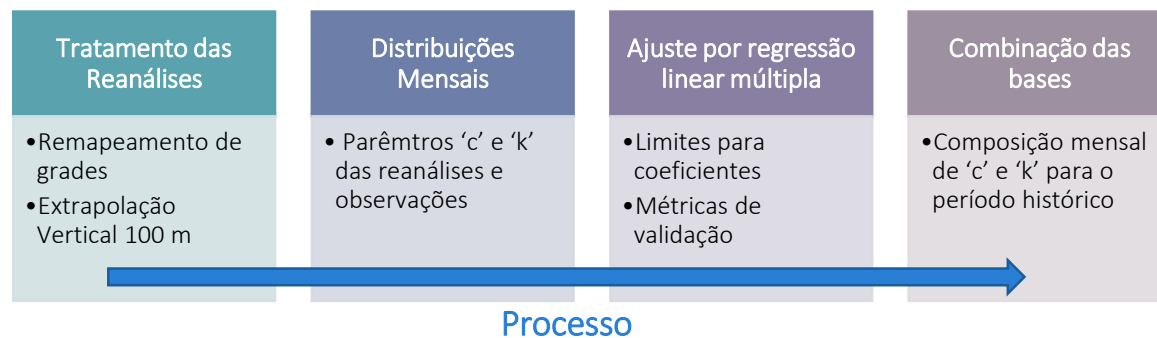 Tratamento das
Reanálises
•Remapeamento de
grades
•Extrapolação
Vertical 100 m
Distribuições
Mensais
• Parêmtros ‘c’ e ‘k’
das reanálises e
observações
Ajuste por regressão
linear múltipla
•Limites para
coeficientes
•Métricas de
validação
Combinação das
bases
•Composição mensal
de ‘c’ e ‘k’ para o
período histórico
Processo